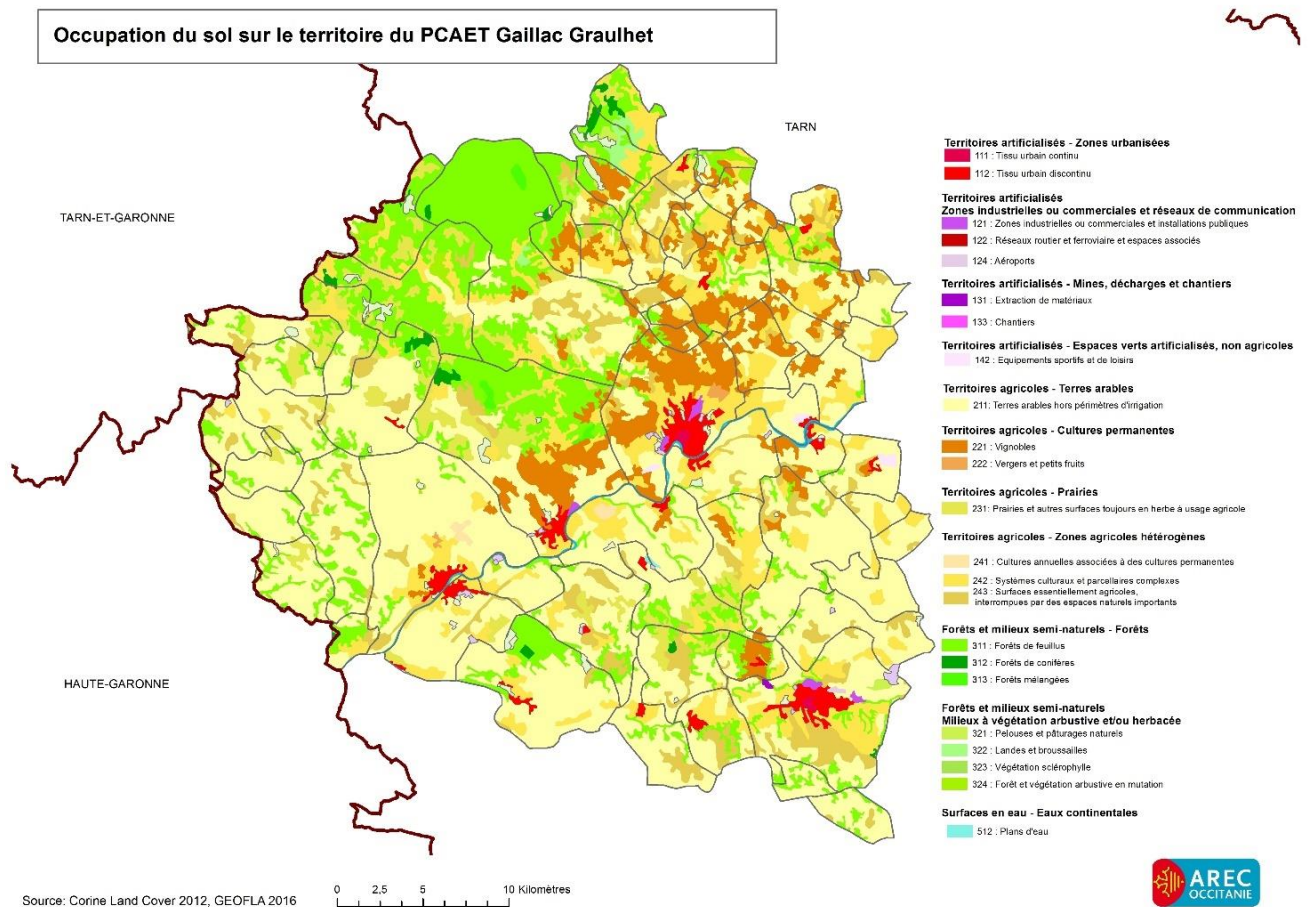 Occupation du sol sur le territoire du PCAET Gaillac Graulhet
TARN
TARN-ET-GARONNE
HAUTE-GARONNE
Territoires artificialisés - Zones urbanisées
111 : Tissu urbain continu
112 : Tissu urbain discontinu
Territoires artificialisés
Zones industrielles ou commerciales et réseaux de communication
121 : Zones industrielles ou commerciales et installations publiques
122 : Réseaux routier et ferroviaire et espaces associés
124 : Aéroports
Territoires artificialisés - Mines, décharges et chantiers
131 : Extraction de matériaux
133 : Chantiers
Territoires artificialisés - Espaces verts artificialisés, non agricoles
142 : Equipements sportifs et de loisirs
Territoires agricoles - Terres arables
211: Terres arables hors périmètres d'irrigation
Territoires agricoles - Cultures permanentes
221 : Vignobles
222 : Vergers et petits fruits
Territoires agricoles - Prairies
231: Prairies et autres surfaces toujours en herbe à usage agricole
Territoires agricoles - Zones agricoles hétérogènes
241 : Cultures annuelles associées à des cultures permanentes
242 : Systèmes culturaux et parcellaires complexes
243 : Surfaces essentiellement agricoles,
interrompues par des espaces naturels importants
Forêts et milieux semi-naturels - Forêts
311 : Forêts de feuillus
312 : Forêts de conifères
313 : Forêts mélangées
Forêts et milieux semi-naturels
Milieux à végétation arbustive et/ou herbacée
321 : Pelouses et pâturages naturels
322 : Landes et broussailles
323 : Végétation sclérophylle
324 : Forêt et végétation arbustive en mutation
Surfaces en eau - Eaux continentales
512 : Plans d'eau
Source: Corine Land Cover 2012, GEOFLA 2016
0 2,5 5 10 Kilomètres
AREC
OCCITANIE